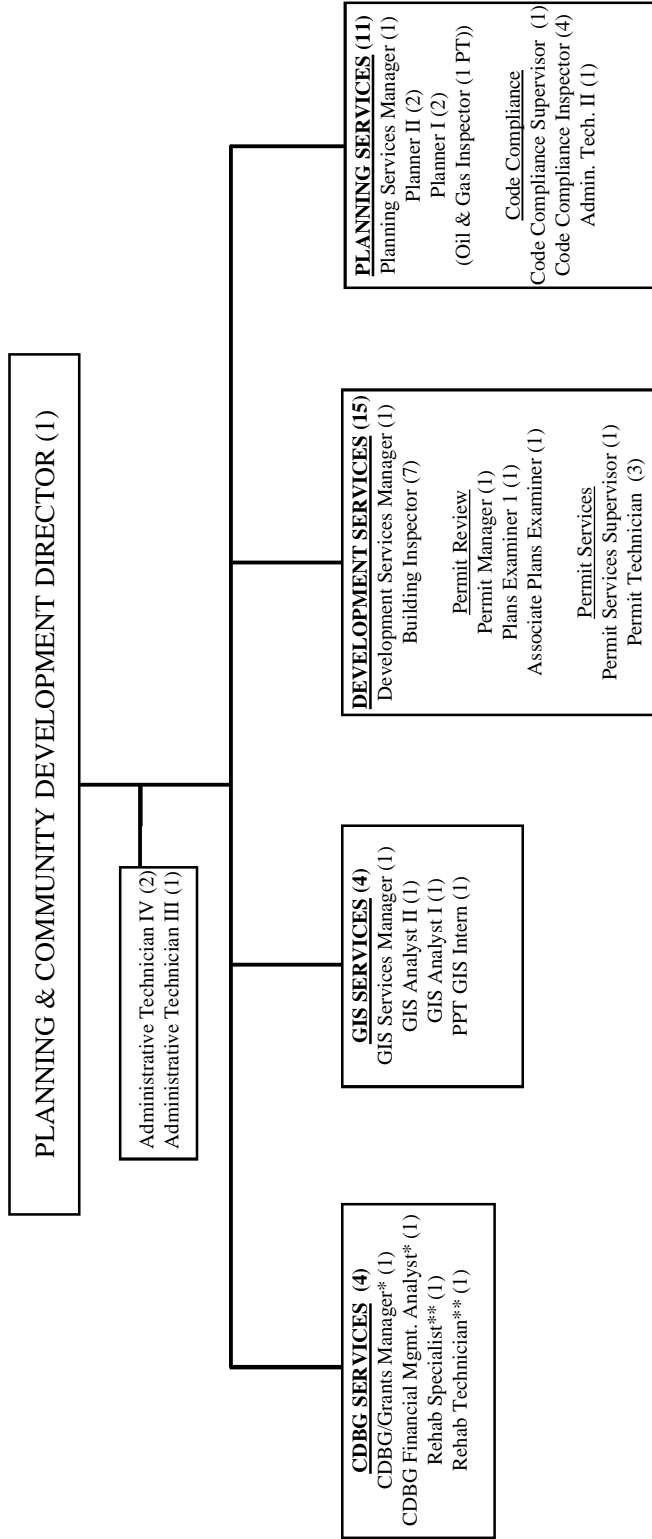 PLANNING & COMMUNITY DEVELOPMENT DIRECTOR (1)
Administrative Technician IV (2)
Administrative Technician III (1)
CDBG SERVICES (4)
CDBG/Grants Manager* (1)
CDBG Financial Mgmt. Analyst* (1)
Rehab Specialist** (1)
Rehab Technician** (1)
GIS SERVICES (4)
GIS Services Manager (1)
GIS Analyst II (1)
GIS Analyst I (1)
PPT GIS Intern (1)
DEVELOPMENT SERVICES (15)
Development Services Manager (1)
Building Inspector (7)
Permit Review
Permit Manager (1)
Plans Examiner 1 (1)
Associate Plans Examiner (1)
Permit Services
Permit Services Supervisor (1)
Permit Technician (3)
PLANNING SERVICES (11)
Planning Services Manager (1)
Planner II (2)
Planner I (2)
(Oil & Gas Inspector (1 PT))
Code Compliance
Code Compliance Supervisor (1)
Code Compliance Inspector (4)
Admin. Tech. II (1)